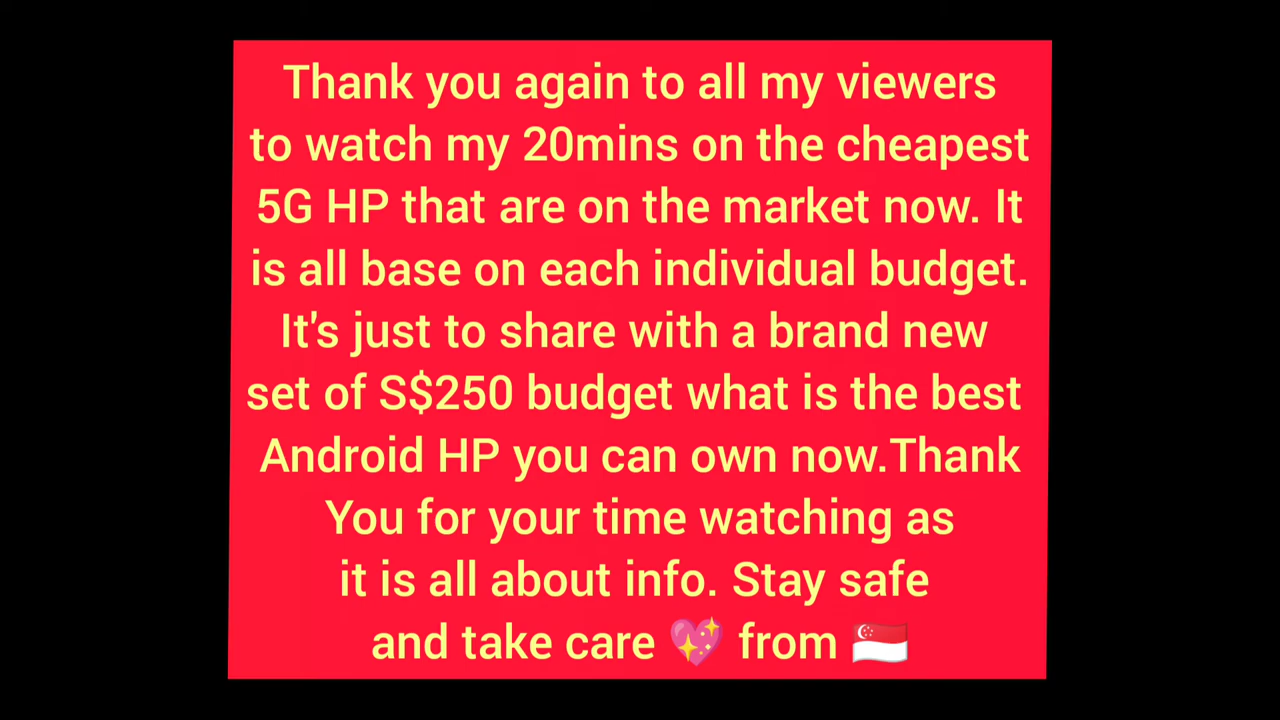 Thank you again to all my viewers
to watch my 20mins on the cheapest
5G HP that are on the market now. It
is all base on each individual budget.
It's just to share with a brand new
set of S$250 budget what is the best
Android HP you can own now.Thank
You for your time watching as
it is all about info. Stay safe
and take care 💖 from 🇸🇬